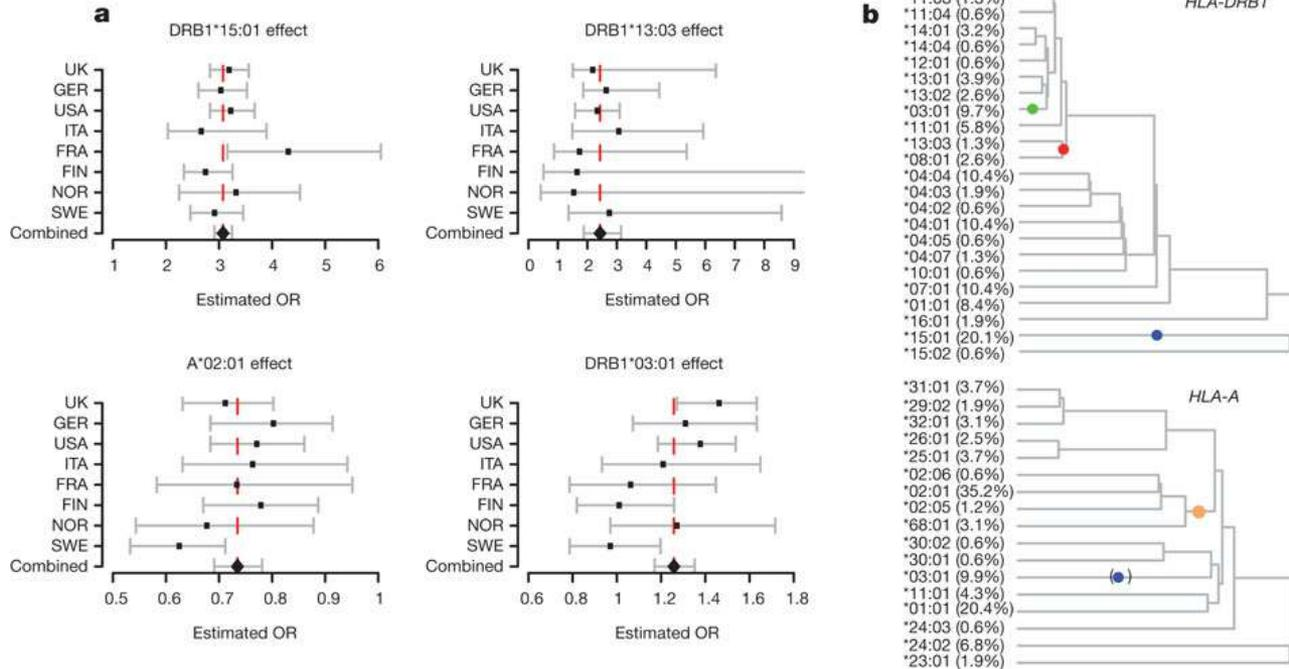 a
DRB1*15:01 effect
UK
GER
USA
ITA
FRA
FIN
NOR
SWE
Combined
1 2 3 4 5 6
Estimated OR
DRB1*13:03 effect
UK
GER
USA
ITA
FRA
FIN
NOR
SWE
Combined
0 1 2 3 4 5 6 7 8 9
Estimated OR
A*02:01 effect
UK
GER
USA
ITA
FRA
FIN
NOR
SWE
Combined
0.5 0.6 0.7 0.8 0.9 1
Estimated OR
DRB1*03:01 effect
UK
GER
USA
ITA
FRA
FIN
NOR
SWE
Combined
0.6 0.8 1 1.2 1.4 1.6 1.8
Estimated OR
b
HLA-DRB1
*11:04 (0.6%)
*14:01 (3.2%)
*14:04 (0.6%)
*12:01 (0.6%)
*13:01 (3.9%)
*13:02 (2.6%)
*03:01 (9.7%)
*11:01 (5.8%)
*13:03 (1.3%)
*08:01 (2.6%)
*04:04 (10.4%)
*04:03 (1.9%)
*04:02 (0.6%)
*04:01 (10.4%)
*04:05 (0.6%)
*04:07 (1.3%)
*10:01 (0.6%)
*07:01 (10.4%)
*01:01 (8.4%)
*16:01 (1.9%)
*15:01 (20.1%)
*15:02 (0.6%)
HLA-A
*31:01 (3.7%)
*29:02 (1.9%)
*32:01 (3.1%)
*26:01 (2.5%)
*25:01 (3.7%)
*02:06 (0.6%)
*02:01 (35.2%)
*02:05 (1.2%)
*68:01 (3.1%)
*30:02 (0.6%)
*30:01 (0.6%)
*03:01 (9.9%)
( )
*11:01 (4.3%)
*01:01 (20.4%)
*24:03 (0.6%)
*24:02 (6.8%)
*23:01 (1.9%)